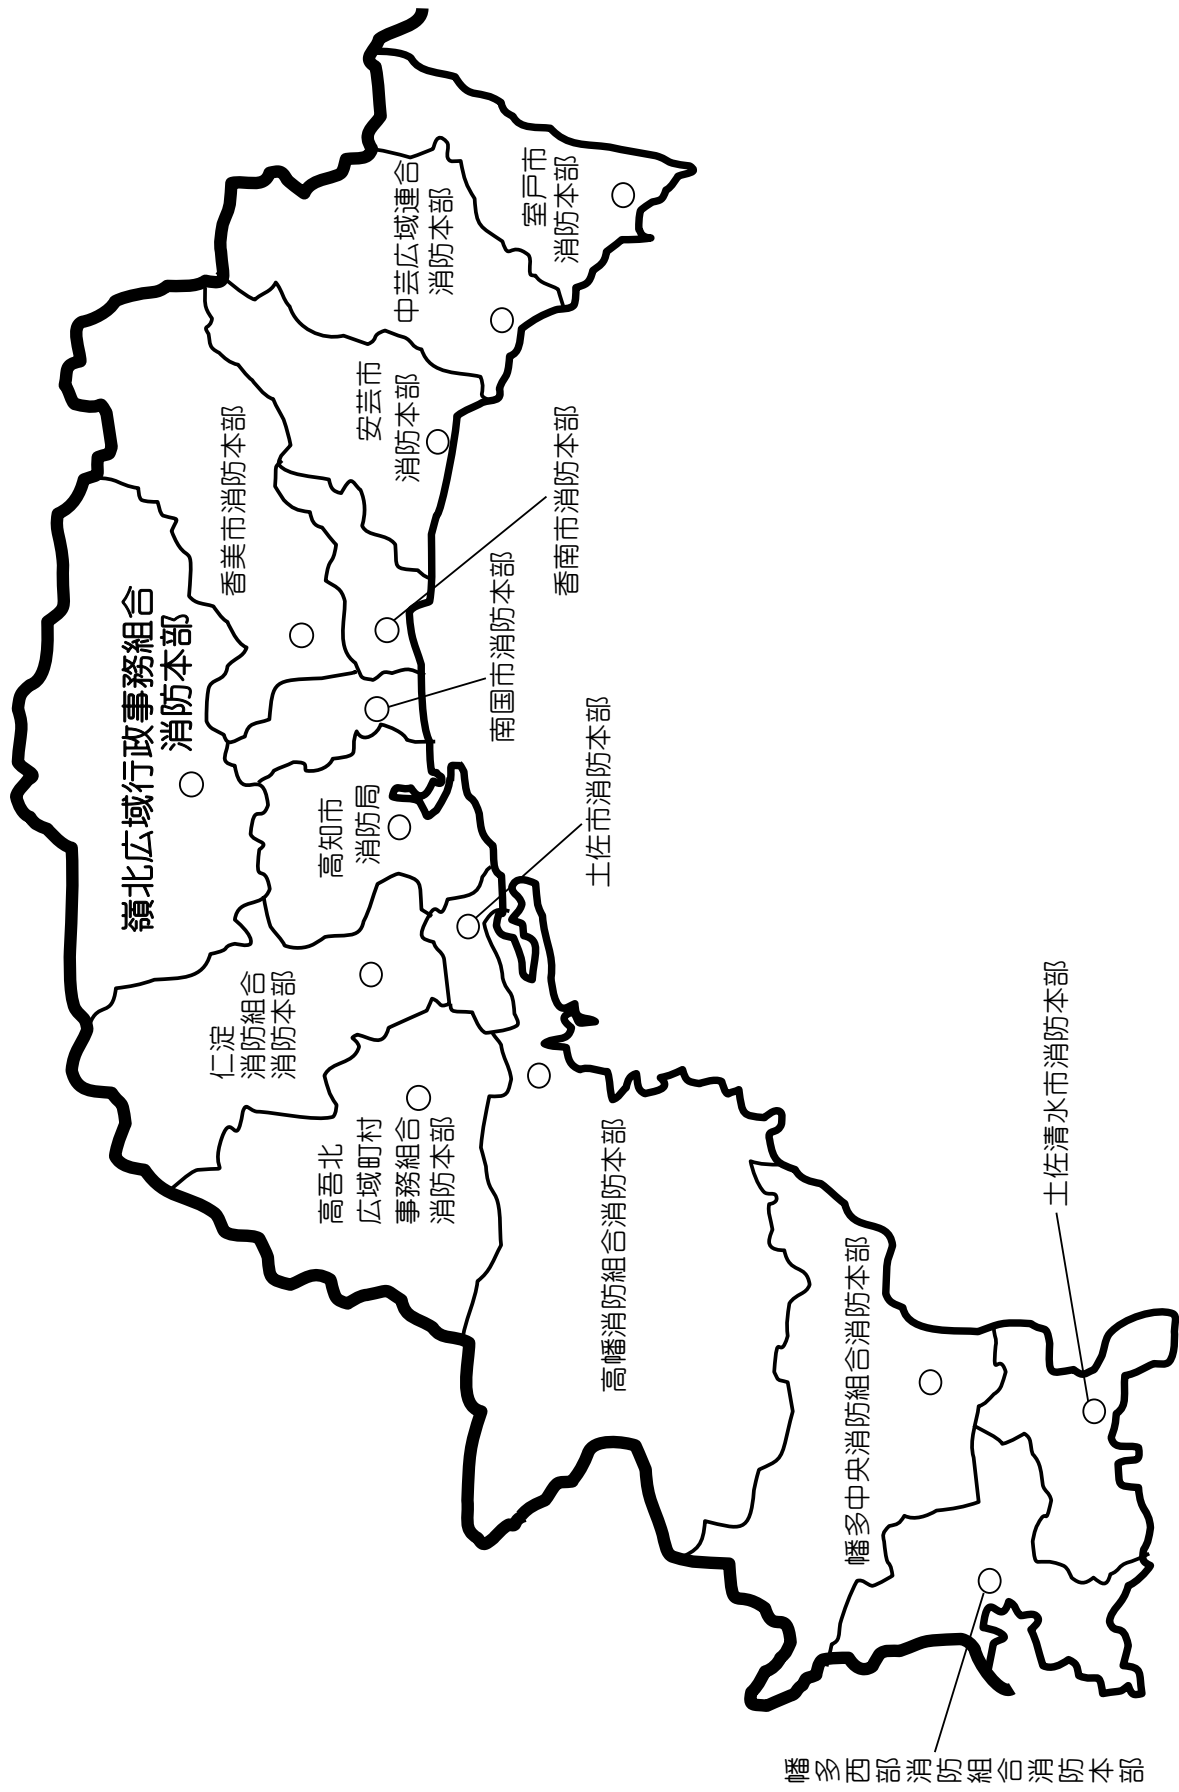 嶺北広域行政事務組合
消防本部
香美市消防本部
中芸広域連合
消防本部
室戸市
消防本部
安芸市
消防本部
香南市消防本部
南国市消防本部
高知市
消防局
土佐市消防本部
仁淀
消防組合
消防本部
高吾北
広域町村
事務組合
消防本部
高幡消防組合消防本部
幡多中央消防組合消防本部
土佐清水市消防本部
幡多西部消防組合消防本部